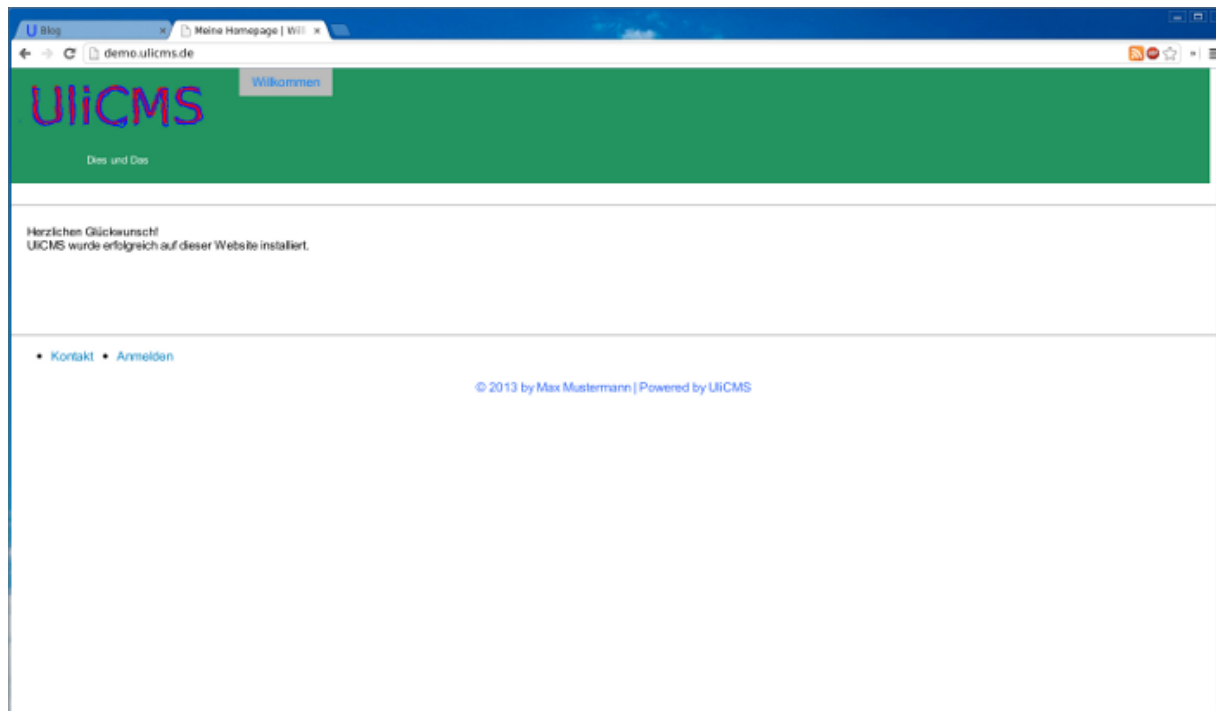 U Blog
Meine Homepage | Will
demo.ulicms.de
Willkommen
UliCMS
Dies und Das
Herzlichen Glückwunsch!
UliCMS wurde erfolgreich auf dieser Website installiert.
• Kontakt • Anmelden
© 2013 by Max Mustermann | Powered by UliCMS